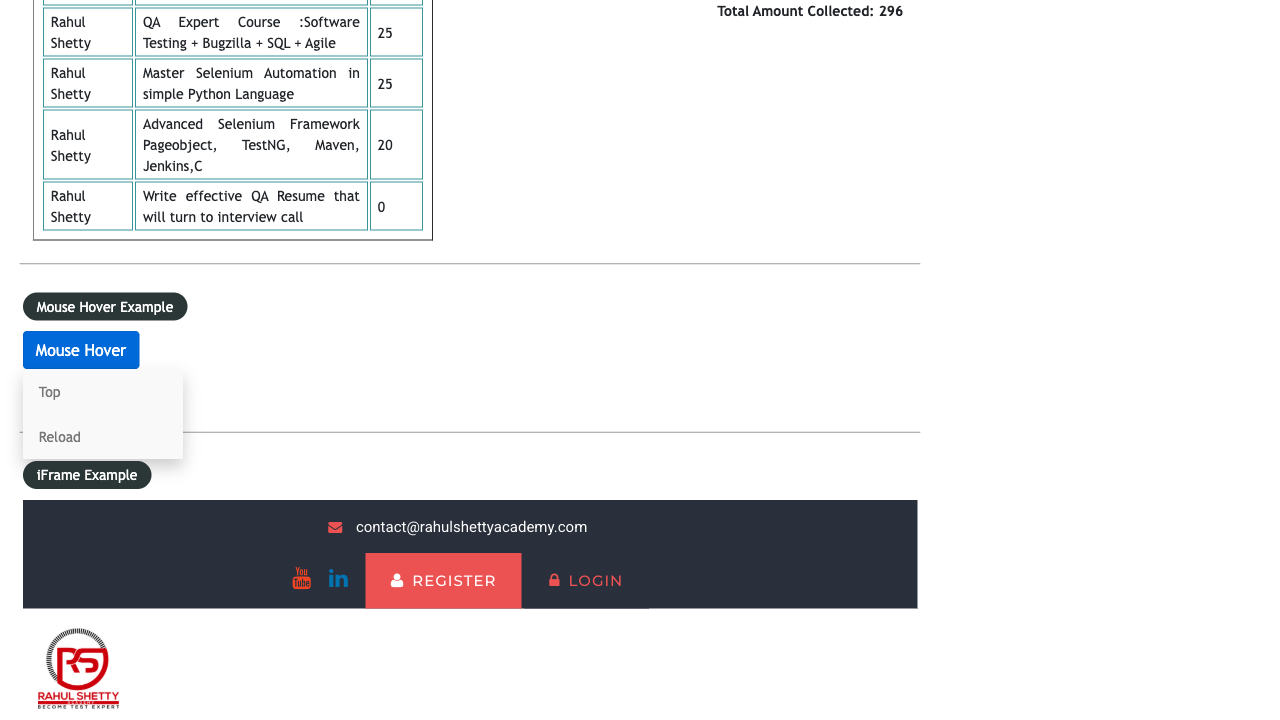 Total Amount Collected: 296
Rahul
Shetty
QA Expert Course :Software
Testing + Bugzilla + SQL + Agile
25
Rahul
Shetty
Master Selenium Automation in
simple Python Language
25
Rahul
Shetty
Advanced Selenium Framework
Pageobject, TestNG, Maven,
Jenkins,C
20
Rahul
Shetty
Write effective QA Resume that
will turn to interview call
0
Mouse Hover Example
Mouse Hover
Top
Reload
iFrame Example
contact@rahulshettyacademy.com
You
Tube
in
REGISTER
LOGIN
RS
RAHUL SHETTY
ACADEMY
BECOME TEST EXPERT